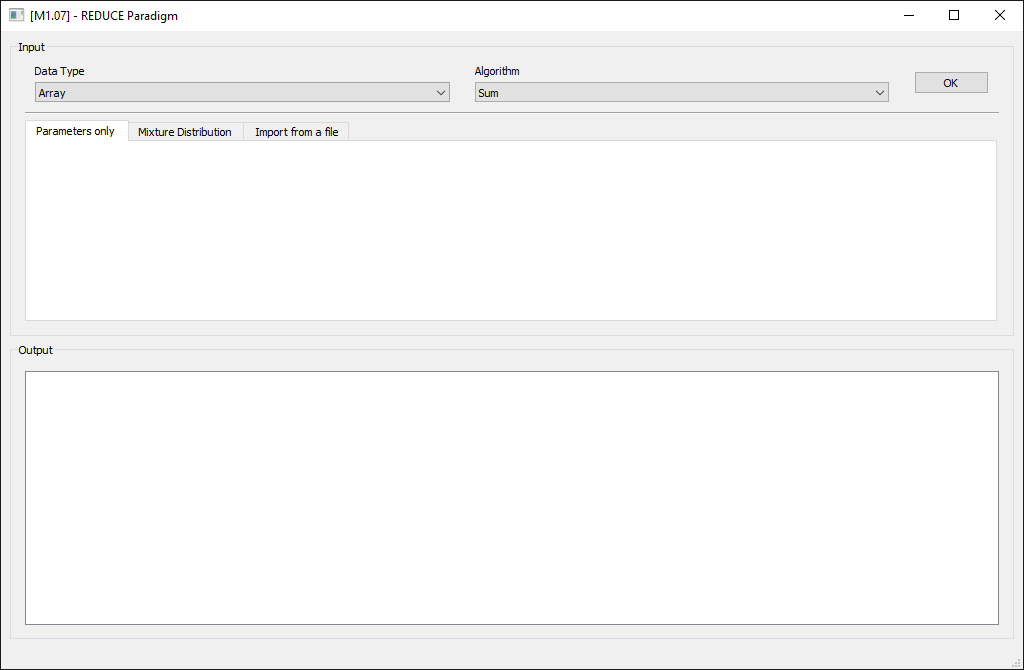 [M1.07] - REDUCE Paradigm
Input
Data Type
Algorithm
Array
Sum
OK
Parameters only
Mixture Distribution
Import from a file
Output